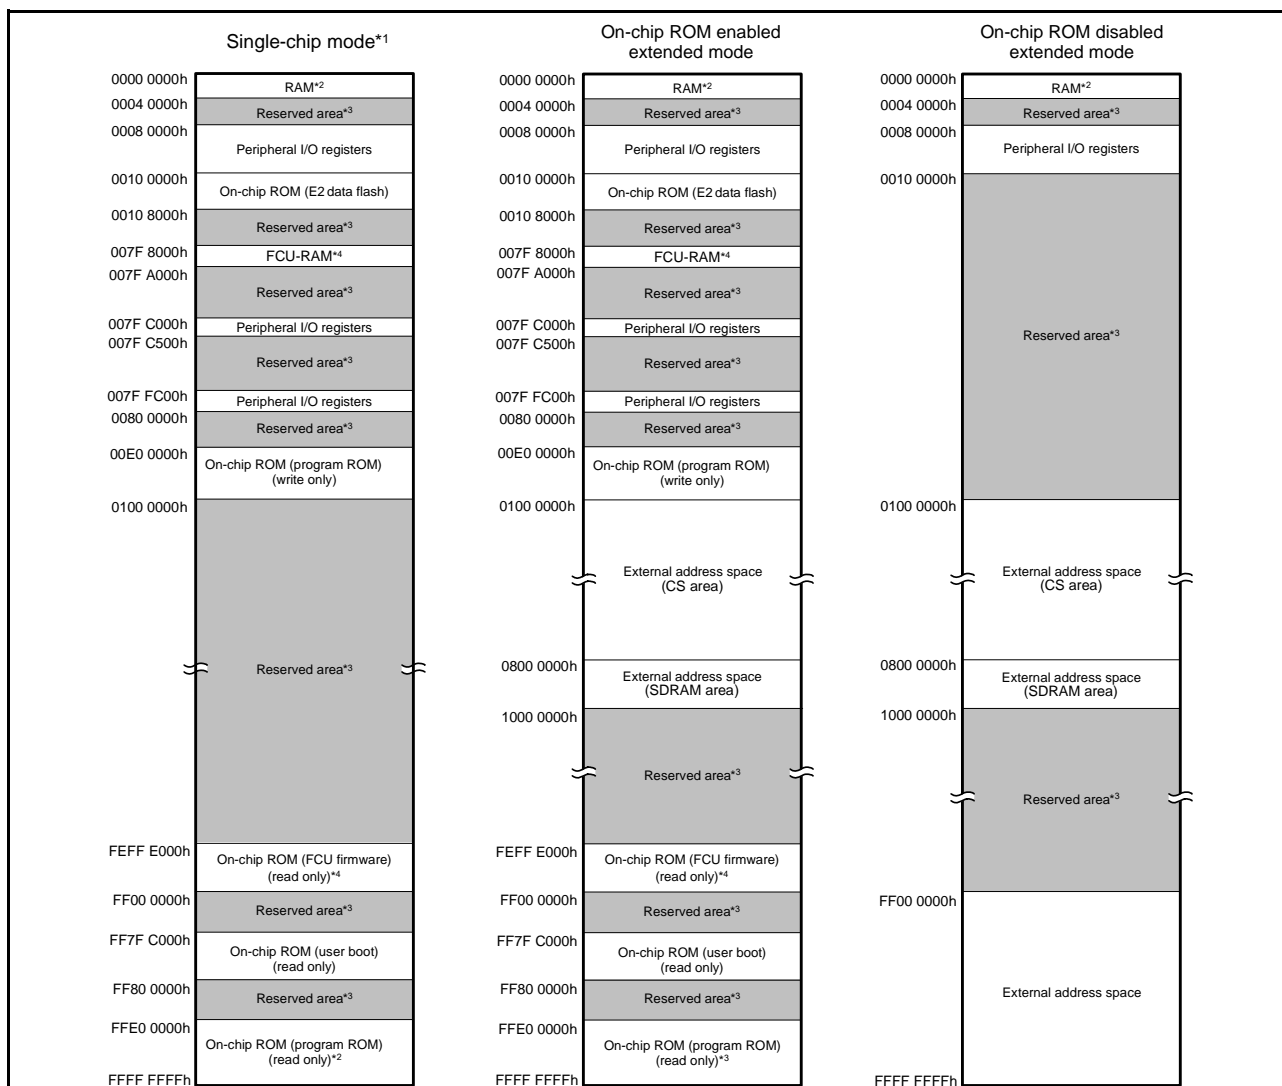 Single-chip mode*1
0000 0000h
RAM*2
0004 0000h
Reserved area*3
0008 0000h
Peripheral I/O registers
0010 0000h
On-chip ROM (E2 data flash)
0010 8000h
Reserved area*3
007F 8000h
FCU-RAM*4
007F A000h
Reserved area*3
007F C000h
Peripheral I/O registers
007F C500h
Reserved area*3
007F FC00h
Peripheral I/O registers
0080 0000h
Reserved area*3
00E0 0000h
On-chip ROM (program ROM)
(write only)
0100 0000h
Reserved area*3
FEFF E000h
On-chip ROM (FCU firmware)
(read only)*4
FF00 0000h
Reserved area*3
FF7F C000h
On-chip ROM (user boot)
(read only)
FF80 0000h
Reserved area*3
FFE0 0000h
On-chip ROM (program ROM)
(read only)*2
FFFF FFFFh
On-chip ROM enabled
extended mode
0000 0000h
RAM*2
0004 0000h
Reserved area*3
0008 0000h
Peripheral I/O registers
0010 0000h
On-chip ROM (E2 data flash)
0010 8000h
Reserved area*3
007F 8000h
FCU-RAM*4
007F A000h
Reserved area*3
007F C000h
Peripheral I/O registers
007F C500h
Reserved area*3
007F FC00h
Peripheral I/O registers
0080 0000h
Reserved area*3
00E0 0000h
On-chip ROM (program ROM)
(write only)
0100 0000h
External address space
(CS area)
0800 0000h
External address space
(SDRAM area)
1000 0000h
Reserved area*3
FEFF E000h
On-chip ROM (FCU firmware)
(read only)*4
FF00 0000h
Reserved area*3
FF7F C000h
On-chip ROM (user boot)
(read only)
FF80 0000h
Reserved area*3
FFE0 0000h
On-chip ROM (program ROM)
(read only)*3
FFFF FFFFh
On-chip ROM disabled
extended mode
0000 0000h
RAM*2
0004 0000h
Reserved area*3
0008 0000h
Peripheral I/O registers
0010 0000h
Reserved area*3
0100 0000h
External address space
(CS area)
0800 0000h
External address space
(SDRAM area)
1000 0000h
Reserved area*3
FF00 0000h
External address space
FFFF FFFFh